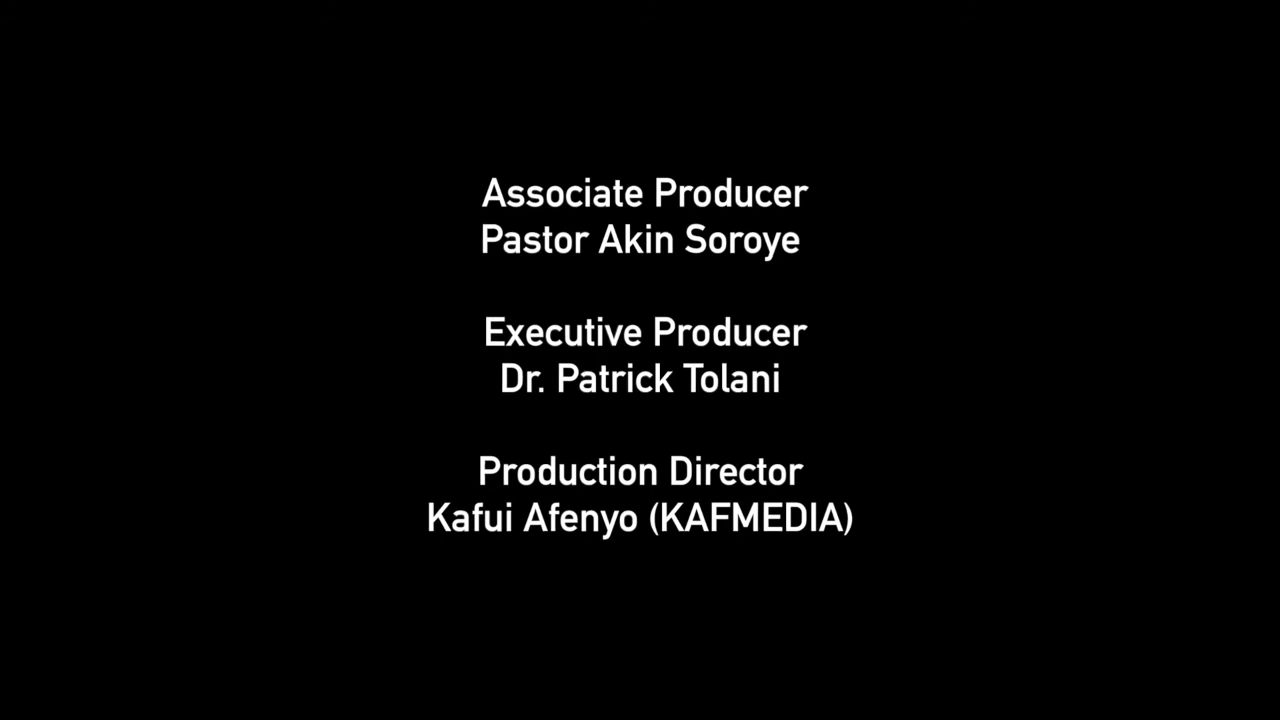 Associate Producer
Pastor Akin Soroye
Executive Producer
Dr. Patrick Tolani
Production Director
Kafui Afenyo (KAFMEDIA)